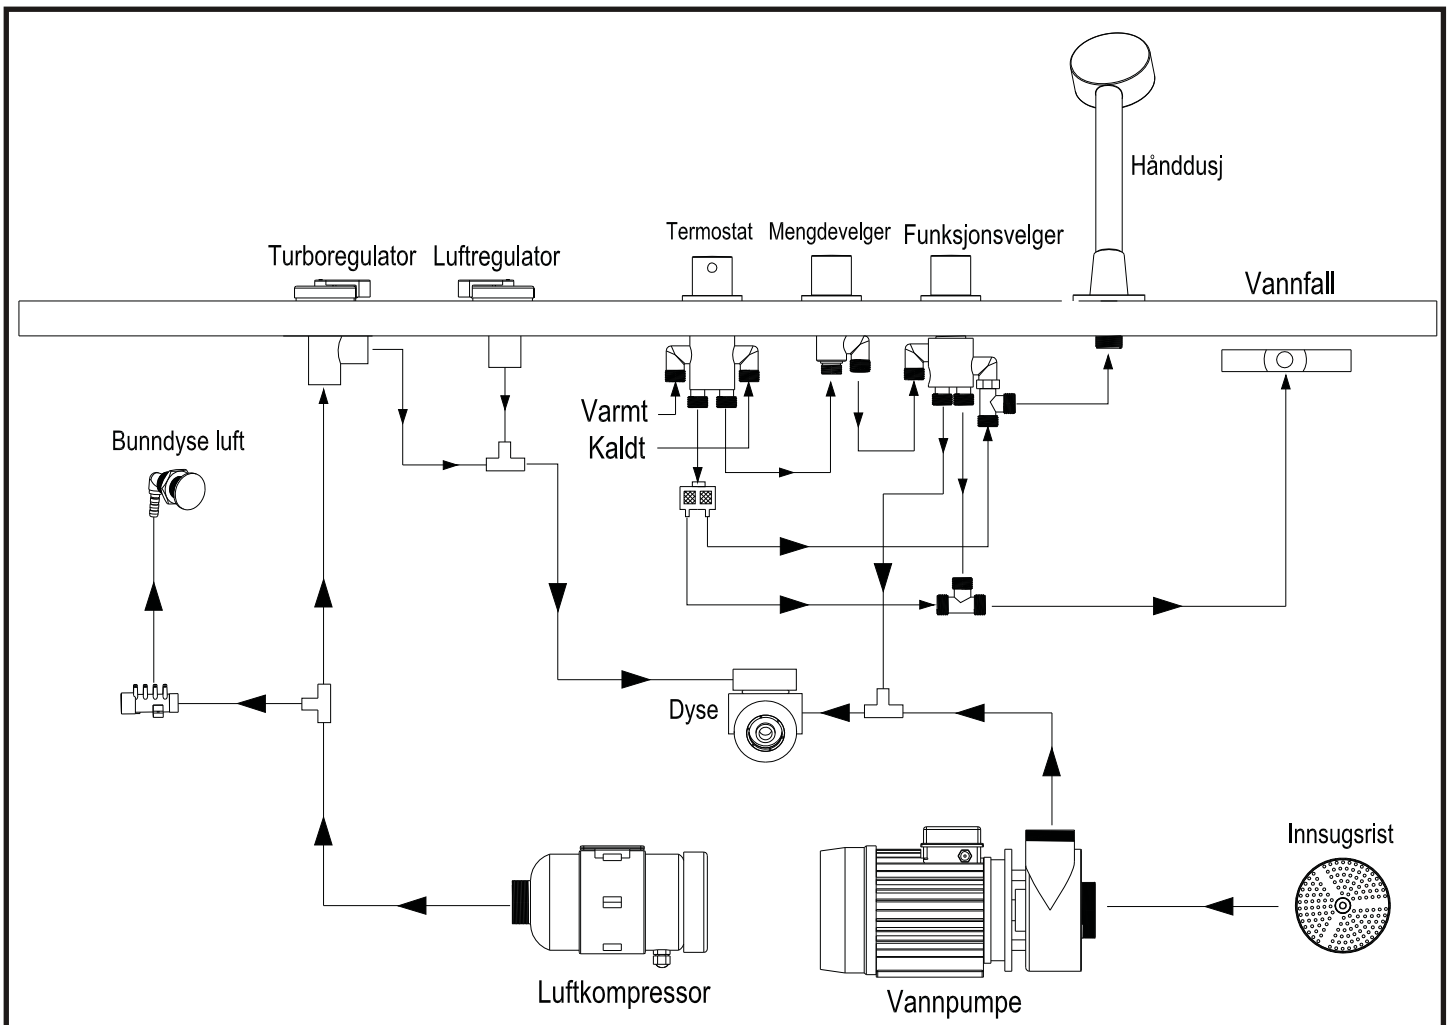 Hånddusj
Termostat
Mengdevelger
Funksjonsvelger
Turboregulator
Luftregulator
Vannfall
Varmt
Kaldt
Bunndyse luft
Dyse
Innsugsrist
Luftkompressor
Vannpumpe